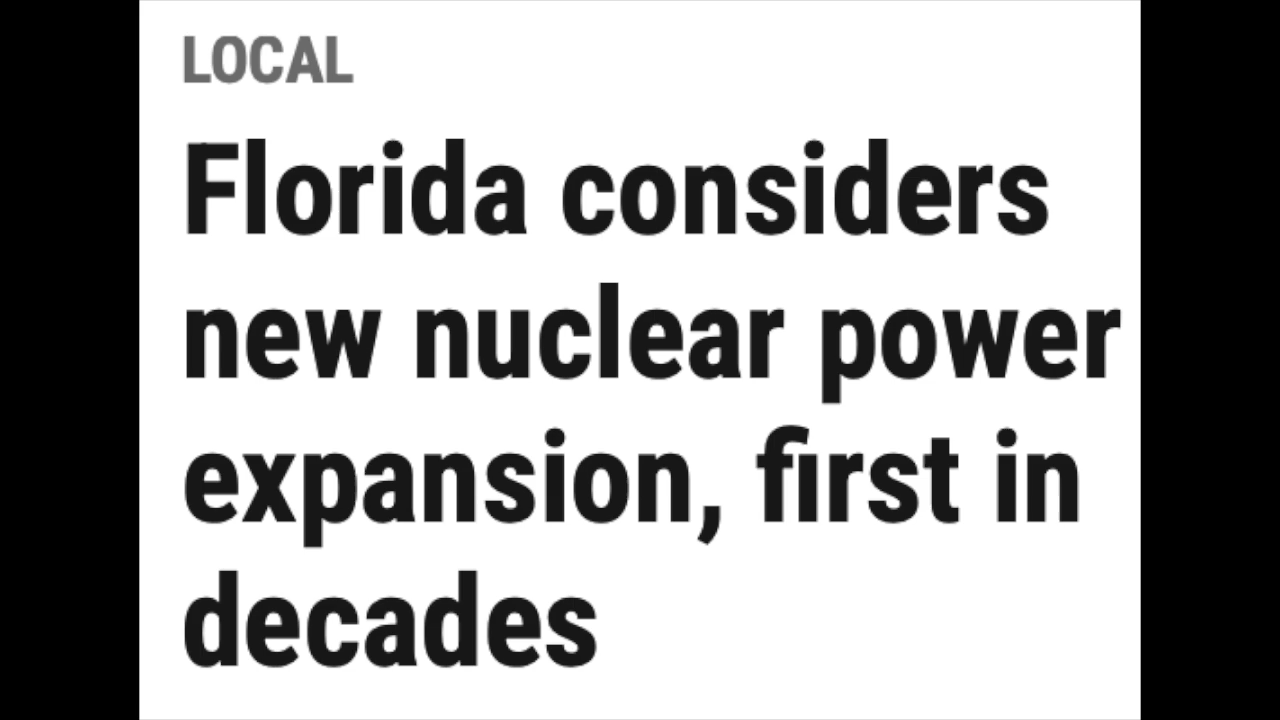 LOCAL
Florida considers
new nuclear power
expansion, first in
decades